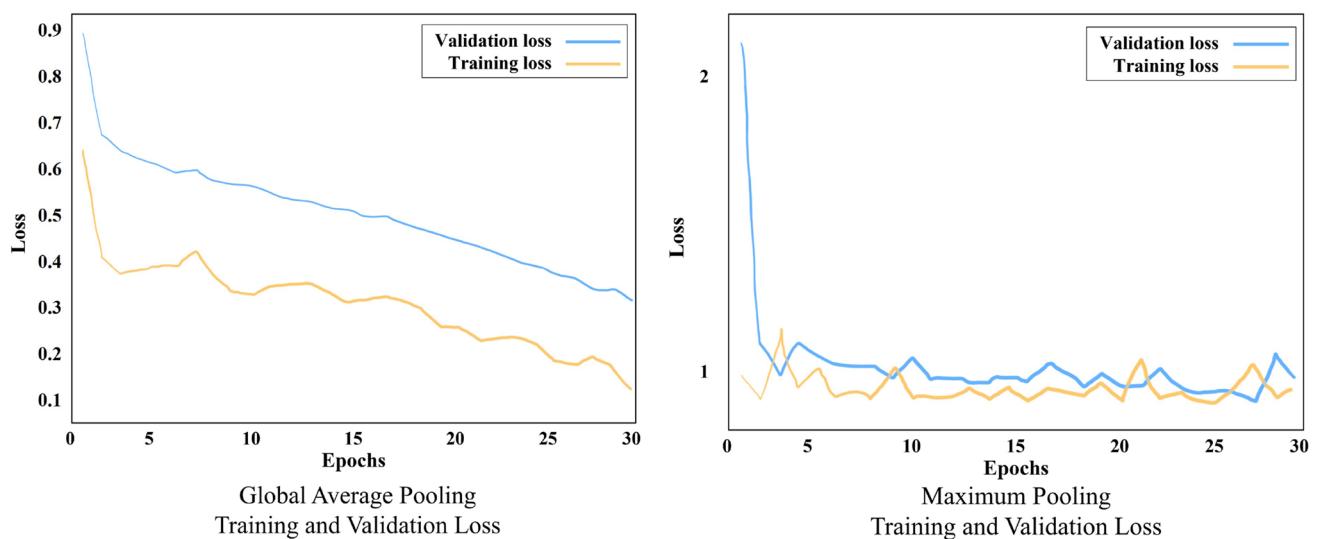 0.9
0.8
0.7
0.6
0.5
0.4
0.3
0.2
0.1
Loss
Validation loss
Training loss
0 5 10 15 20 25 30
Epochs
Global Average Pooling
Training and Validation Loss
2
1
Loss
Validation loss
Training loss
0 5 10 15 20 25 30
Epochs
Maximum Pooling
Training and Validation Loss